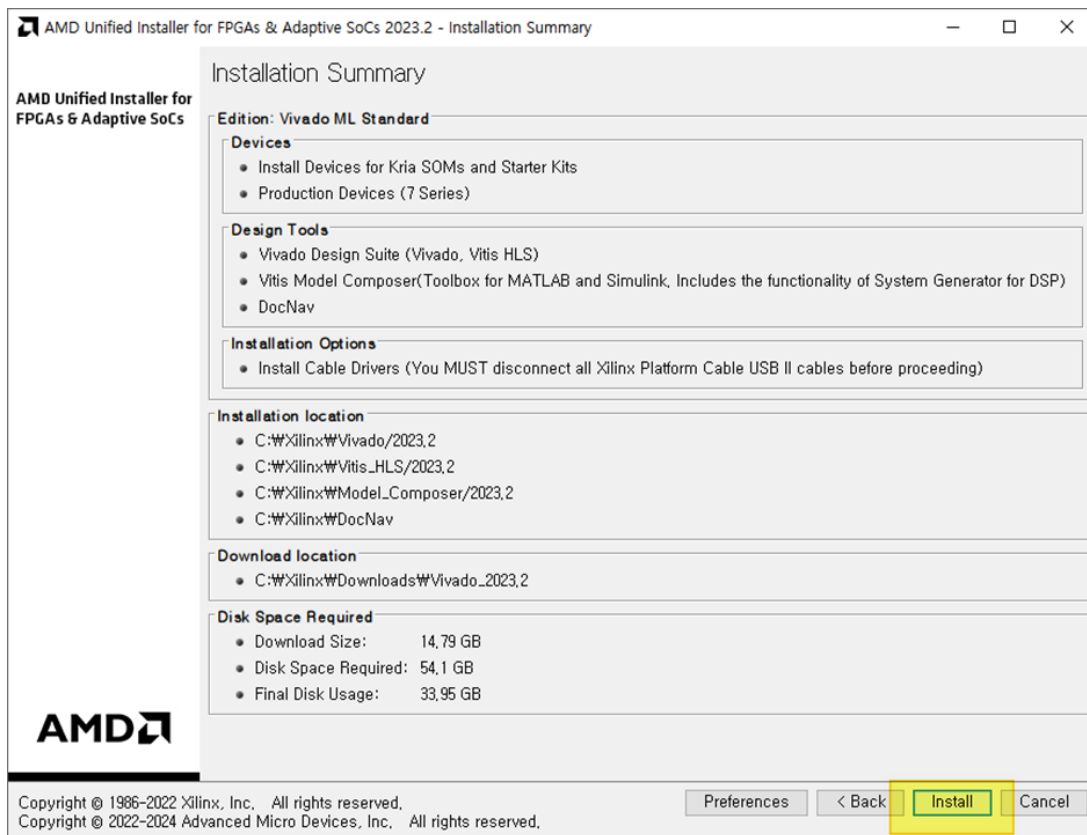 AMD Unified Installer for FPGAs & Adaptive SoCs 2023.2 - Installation Summary
Installation Summary
AMD Unified Installer for
FPGAs & Adaptive SoCs
Edition: Vivado ML Standard
Devices
Install Devices for Kria SOMs and Starter Kits
Production Devices (7 Series)
Design Tools
Vivado Design Suite (Vivado, Vitis HLS)
Vitis Model Composer(Toolbox for MATLAB and Simulink, Includes the functionality of System Generator for DSP)
DocNav
Installation Options
Install Cable Drivers (You MUST disconnect all Xilinx Platform Cable USB II cables before proceeding)
Installation location
C:₩Xilinx₩Vivado/2023.2
C:₩Xilinx₩Vitis_HLS/2023.2
C:₩Xilinx₩Model_Composer/2023.2
C:₩Xilinx₩DocNav
Download location
C:₩Xilinx₩Downloads₩Vivado_2023.2
Disk Space Required
Download Size: 14.79 GB
Disk Space Required: 54.1 GB
Final Disk Usage: 33.95 GB
AMD
Copyright © 1986-2022 Xilinx, Inc. All rights reserved.
Copyright © 2022-2024 Advanced Micro Devices, Inc. All rights reserved.
Preferences < Back Install Cancel